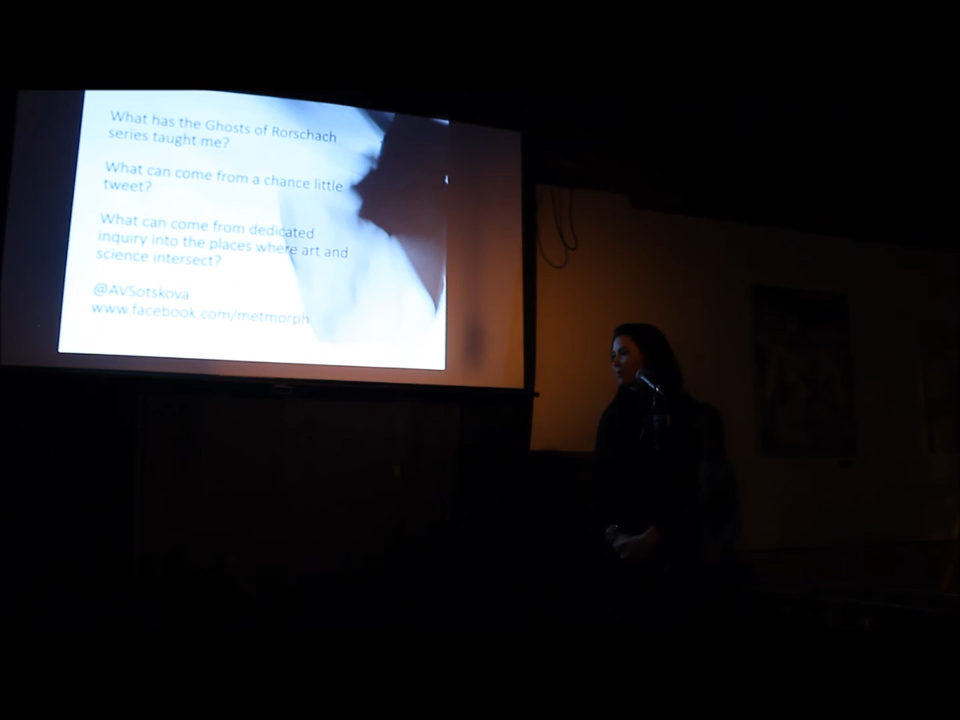 What has the Ghosts of Rorschach
series taught me?
What can come from a chance little
tweet?
What can come from dedicated
inquiry into the places where art and
science intersect?
@AVSotskova
www.facebook.com/metmorph